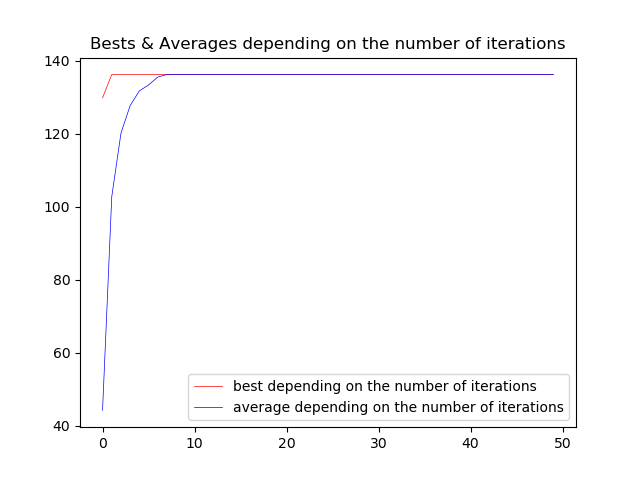 Bests & Averages depending on the number of iterations
140
120
100
80
60
40
best depending on the number of iterations
average depending on the number of iterations
0 10 20 30 40 50